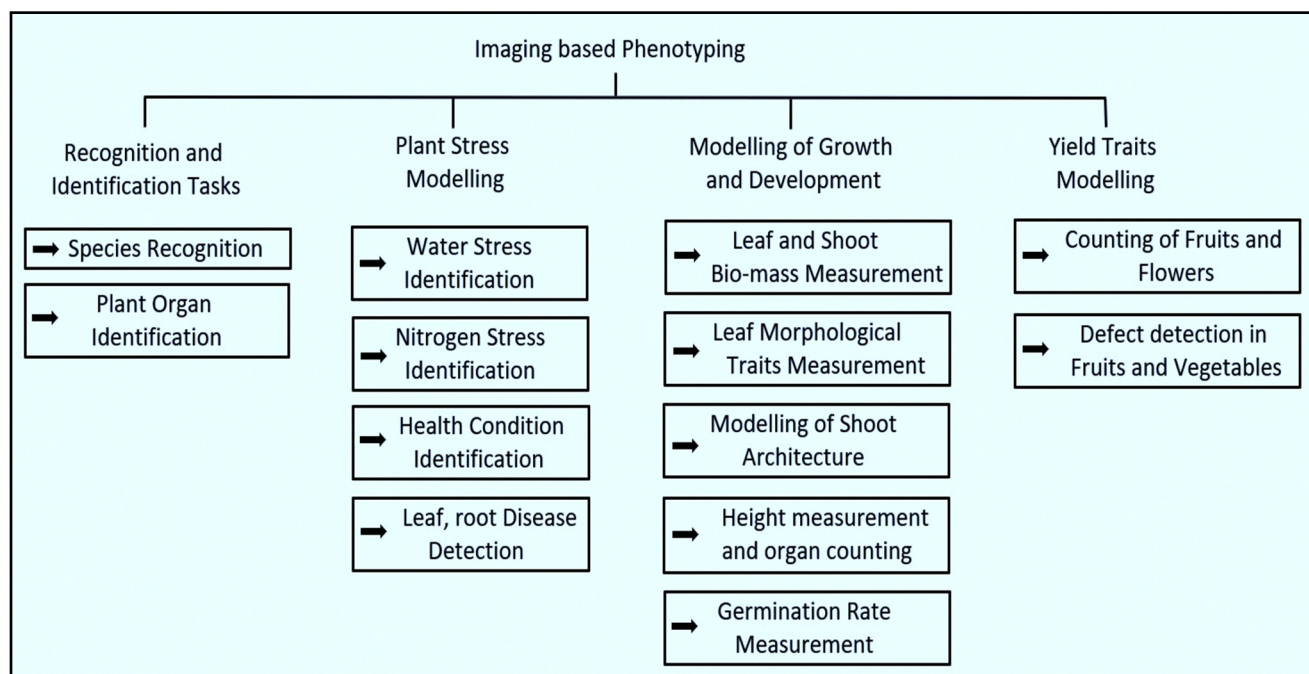 Imaging based Phenotyping
Recognition and
Identification Tasks
Species Recognition
Plant Organ
Identification
Plant Stress
Modelling
Water Stress
Identification
Nitrogen Stress
Identification
Health Condition
Identification
Leaf, root Disease
Detection
Modelling of Growth
and Development
Leaf and Shoot
Bio-mass Measurement
Leaf Morphological
Traits Measurement
Modelling of Shoot
Architecture
Height measurement
and organ counting
Germination Rate
Measurement
Yield Traits
Modelling
Counting of Fruits and
Flowers
Defect detection in
Fruits and Vegetables